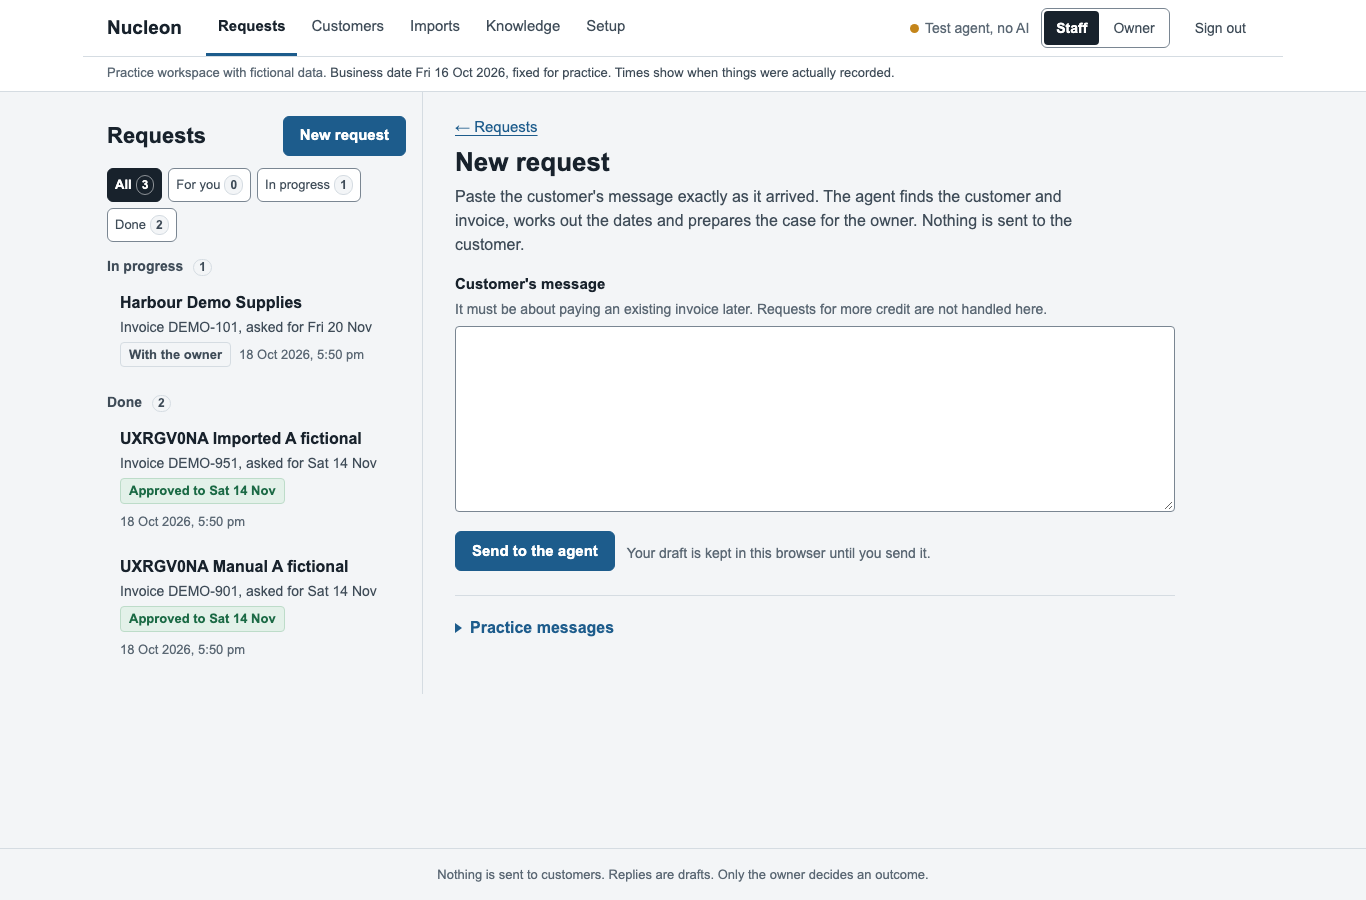 Nucleon
Requests
Customers
Imports
Knowledge
Setup
Test agent, no AI
Staff
Owner
Sign out
Practice workspace with fictional data. Business date Fri 16 Oct 2026, fixed for practice. Times show when things were actually recorded.
Requests
New request
All 3
For you 0
In progress 1
Done 2
In progress 1
Harbour Demo Supplies
Invoice DEMO-101, asked for Fri 20 Nov
With the owner 18 Oct 2026, 5:50 pm
Done 2
UXRGV0NA Imported A fictional
Invoice DEMO-951, asked for Sat 14 Nov
Approved to Sat 14 Nov
18 Oct 2026, 5:50 pm
UXRGV0NA Manual A fictional
Invoice DEMO-901, asked for Sat 14 Nov
Approved to Sat 14 Nov
18 Oct 2026, 5:50 pm
← Requests
New request
Paste the customer's message exactly as it arrived. The agent finds the customer and
invoice, works out the dates and prepares the case for the owner. Nothing is sent to the
customer.
Customer's message
It must be about paying an existing invoice later. Requests for more credit are not handled here.
Send to the agent
Your draft is kept in this browser until you send it.
Practice messages
Nothing is sent to customers. Replies are drafts. Only the owner decides an outcome.